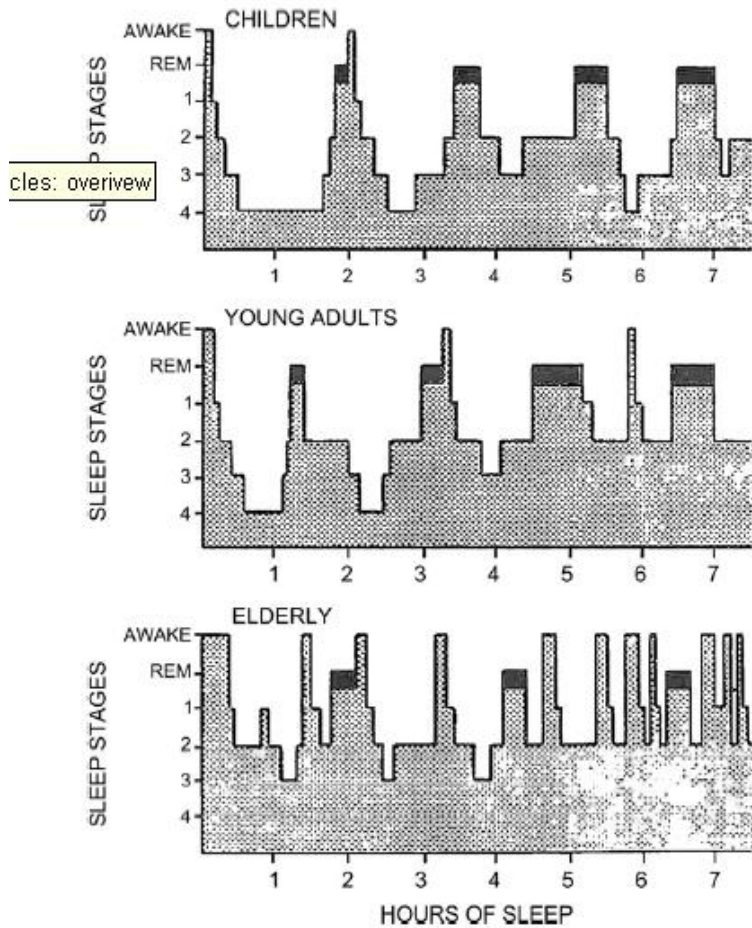 CHILDREN
AWAKE
REM
1
2
3
4
SLEEP STAGES
cles: overivew
1 2 3 4 5 6 7
YOUNG ADULTS
AWAKE
REM
1
2
3
4
SLEEP STAGES
1 2 3 4 5 6 7
ELDERLY
AWAKE
REM
1
2
3
4
SLEEP STAGES
1 2 3 4 5 6 7
HOURS OF SLEEP